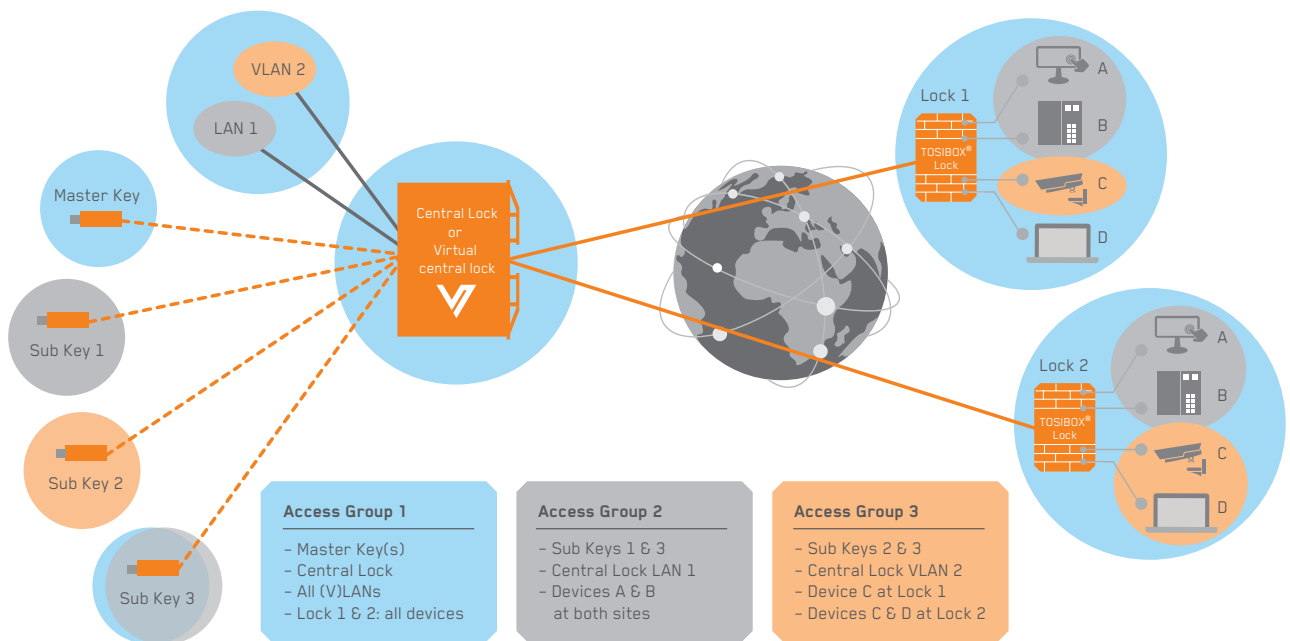 VLAN 2
LAN 1
Master Key
Sub Key 1
Sub Key 2
Sub Key 3
Central Lock
or
Virtual
central lock
Lock 1
TOSIBOX®
Lock
A
B
C
D
Lock 2
TOSIBOX®
Lock
A
B
C
D
Access Group 1
– Master Key(s)
– Central Lock
– All (V)LANs
– Lock 1 & 2: all devices
Access Group 2
– Sub Keys 1 & 3
– Central Lock LAN 1
– Devices A & B
at both sites
Access Group 3
– Sub Keys 2 & 3
– Central Lock VLAN 2
– Device C at Lock 1
– Devices C & D at Lock 2